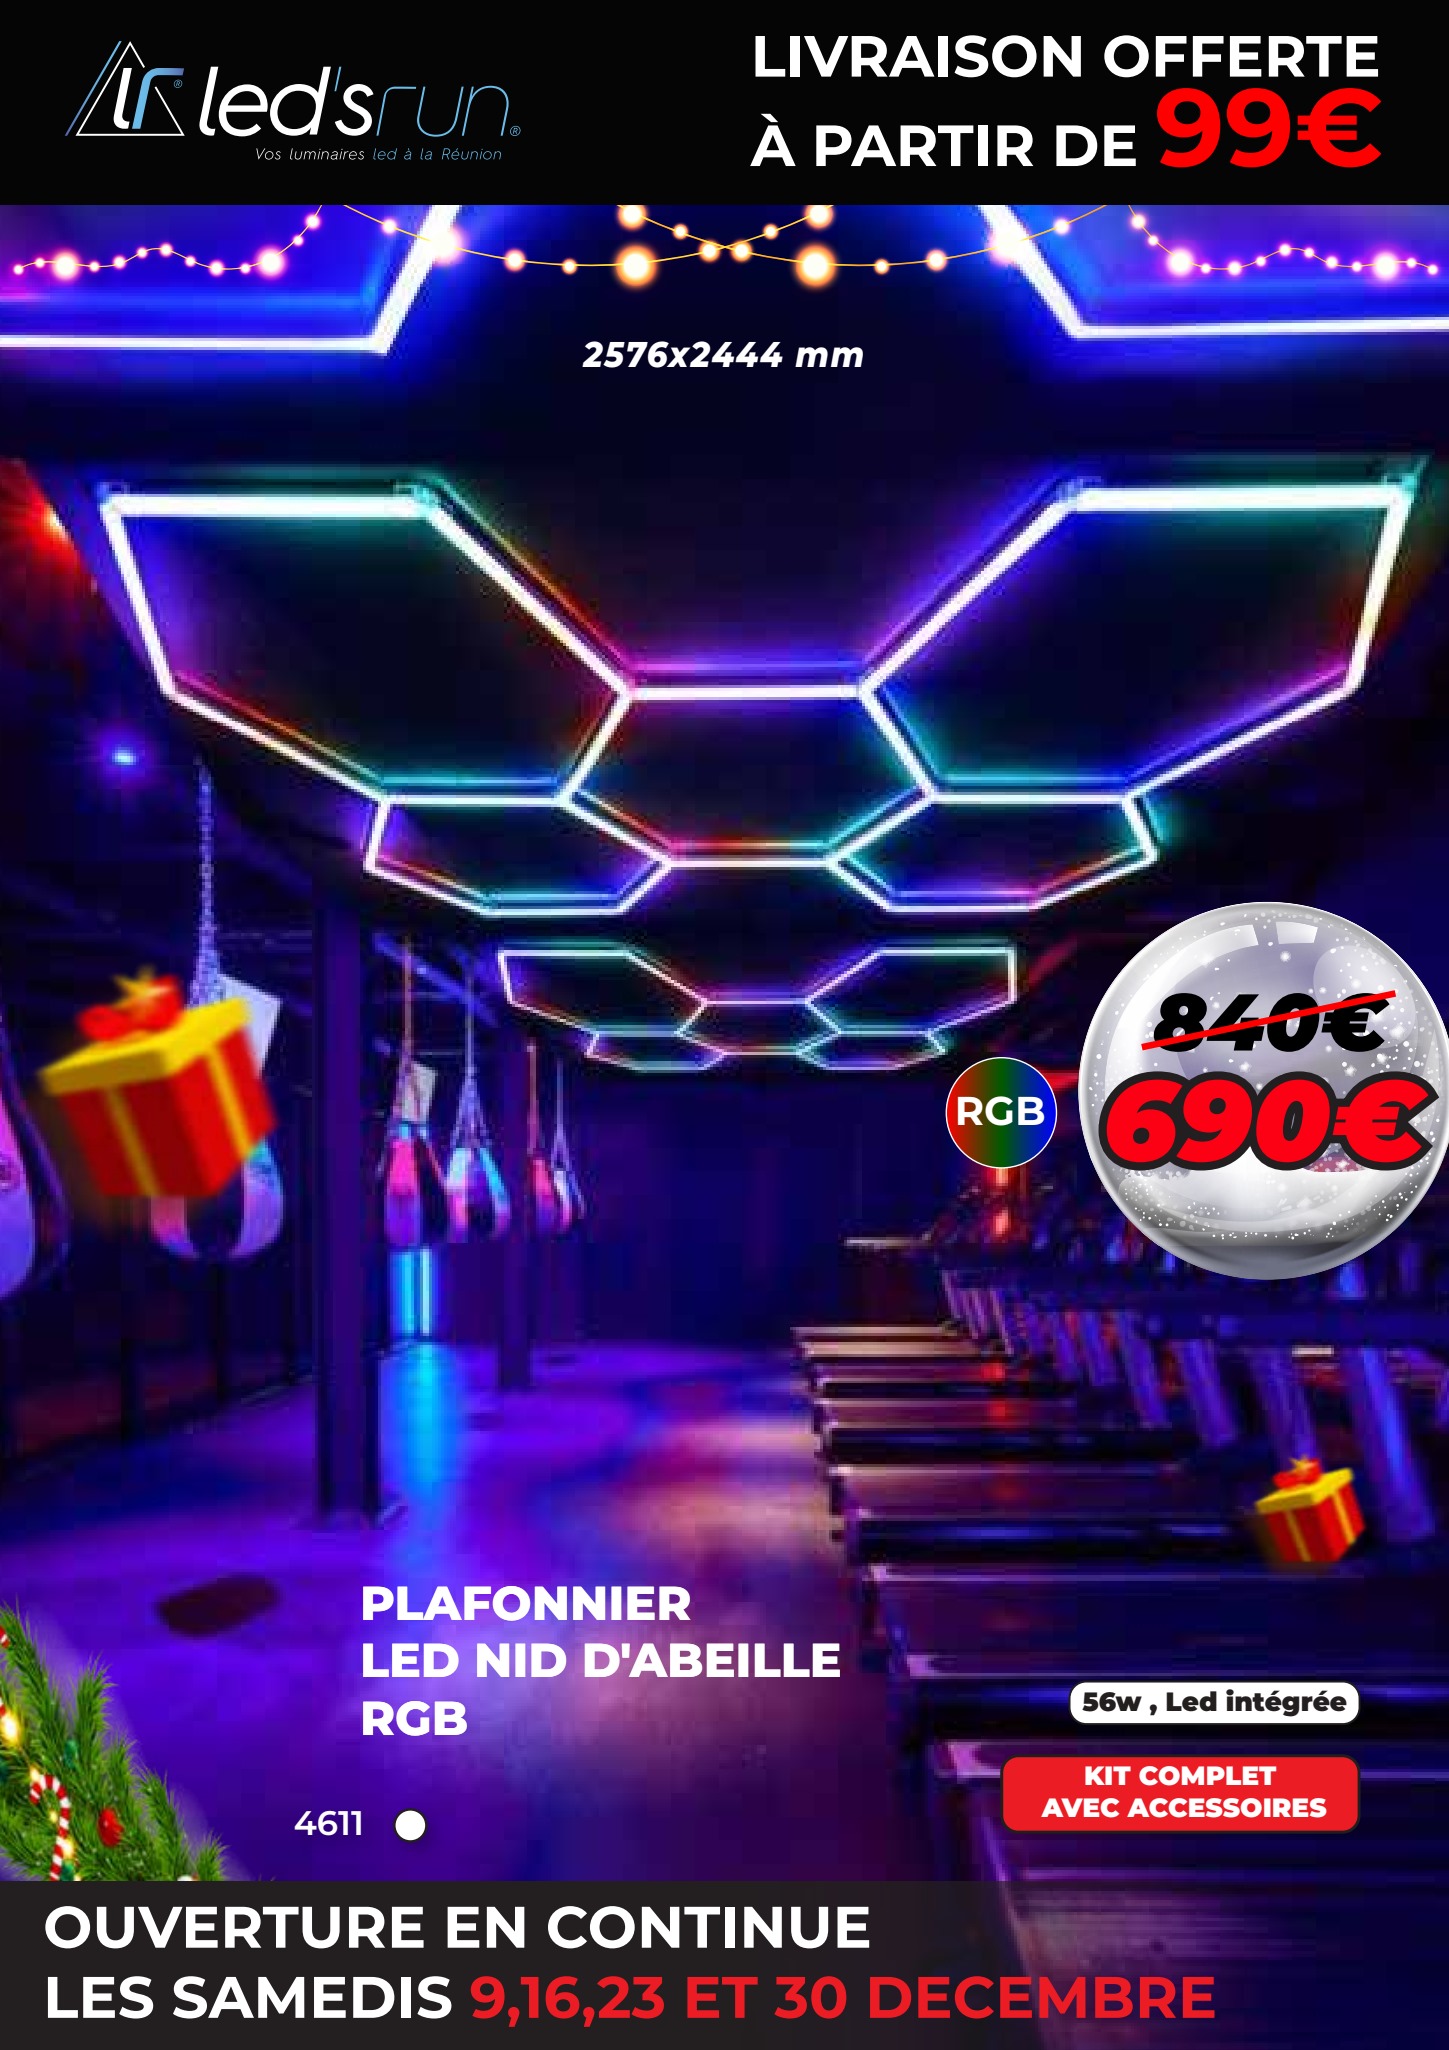 LIVRAISON OFFERTE
À PARTIR DE 99€
lr® led'srun®
Vos luminaires led à la Réunion
2576x2444 mm
840€
690€
RGB
PLAFONNIER
LED NID D'ABEILLE
RGB
56w , Led intégrée
KIT COMPLET
AVEC ACCESSOIRES
4611
OUVERTURE EN CONTINUE
LES SAMEDIS 9,16,23 ET 30 DECEMBRE